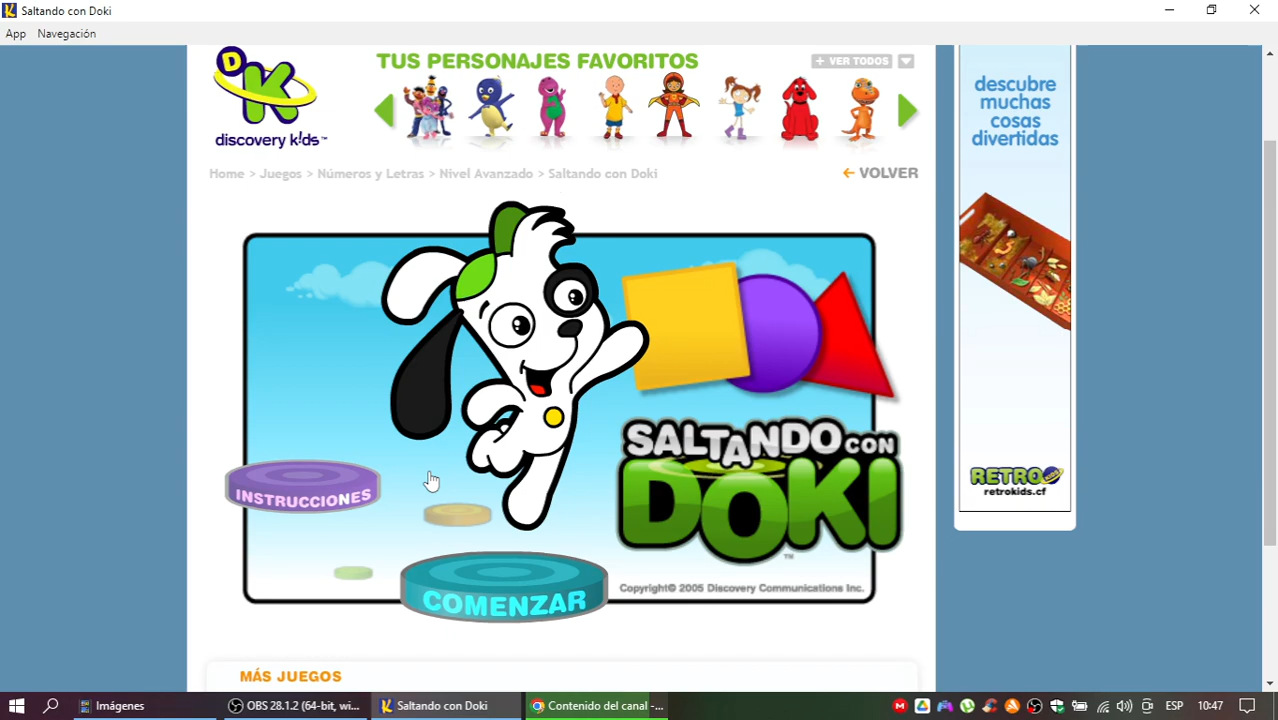 Saltando con Doki
App Navegación
D
K
discovery k!ds™
TUS PERSONAJES FAVORITOS
+ VER TODOS
Home > Juegos > Números y Letras > Nivel Avanzado > Saltando con Doki
← VOLVER
descubre
muchas
cosas
divertidas
RETRO
retrokids.cf
SALTANDO CON
DOKI
™
INSTRUCCIONES
COMENZAR
Copyright© 2005 Discovery Communications Inc.
MÁS JUEGOS
Imágenes
OBS 28.1.2 (64-bit, wi...
Saltando con Doki
Contenido del canal -...
ESP
10:47